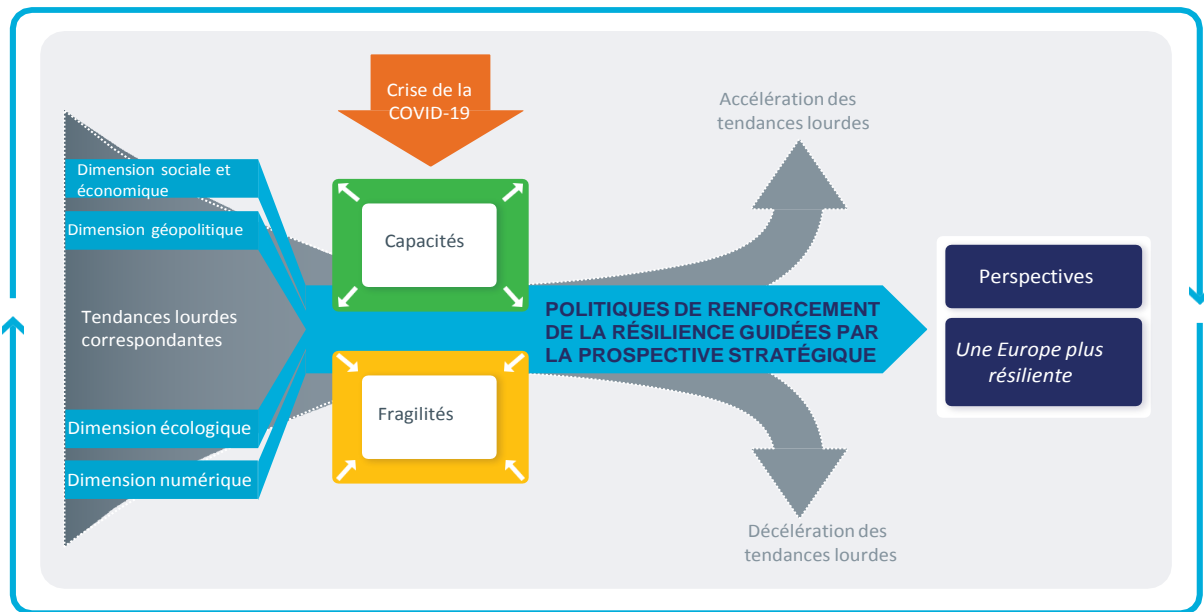 Crise de la
COVID-19
Accélération des
tendances lourdes
Dimension sociale et
économique
Dimension géopolitique
Capacités
Tendances lourdes
correspondantes
POLITIQUES DE RENFORCEMENT
DE LA RÉSILIENCE GUIDÉES PAR
LA PROSPECTIVE STRATÉGIQUE
Perspectives
Une Europe plus
résiliente
Fragilités
Dimension écologique
Dimension numérique
Décélération des
tendances lourdes